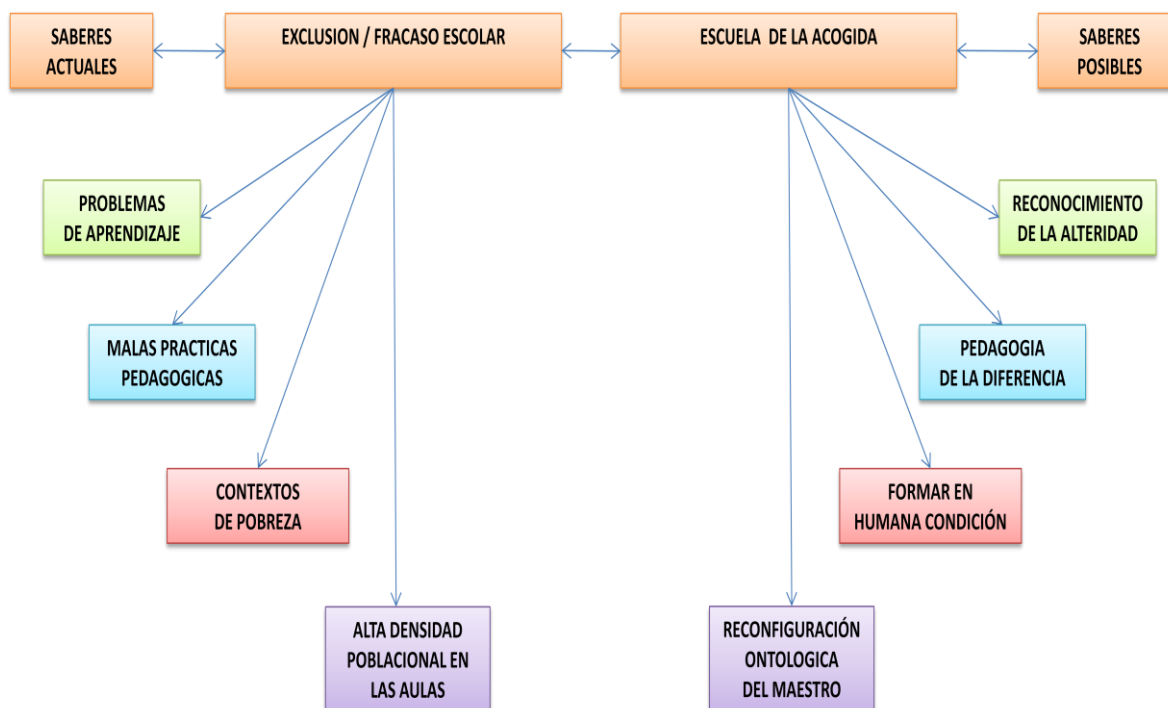 SABERES
ACTUALES
EXCLUSION / FRACASO ESCOLAR
ESCUELA DE LA ACOGIDA
SABERES
POSIBLES
PROBLEMAS
DE APRENDIZAJE
RECONOCIMIENTO
DE LA ALTERIDAD
MALAS PRACTICAS
PEDAGOGICAS
PEDAGOGIA
DE LA DIFERENCIA
CONTEXTOS
DE POBREZA
FORMAR EN
HUMANA CONDICIÓN
ALTA DENSIDAD
POBLACIONAL EN
LAS AULAS
RECONFIGURACIÓN
ONTOLOGICA
DEL MAESTRO